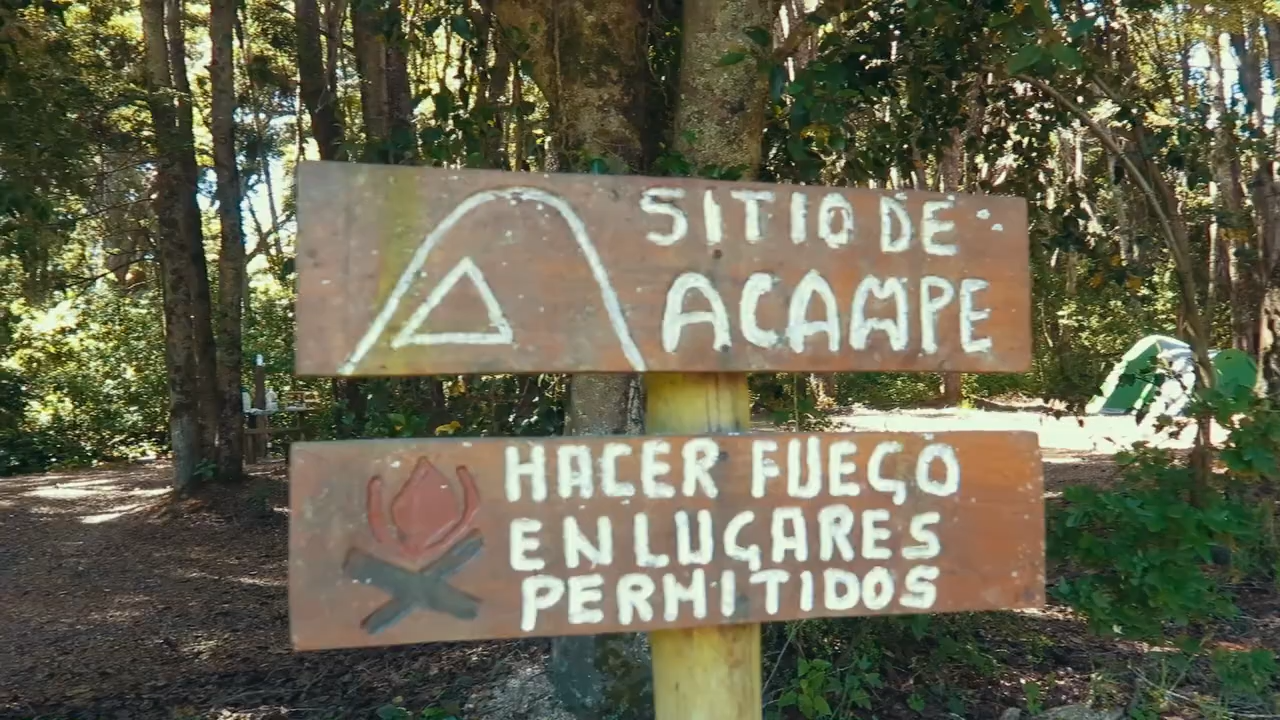 SITIO DE
ACAMPE
HACER FUEGO
EN LUGARES
PERMITIDOS